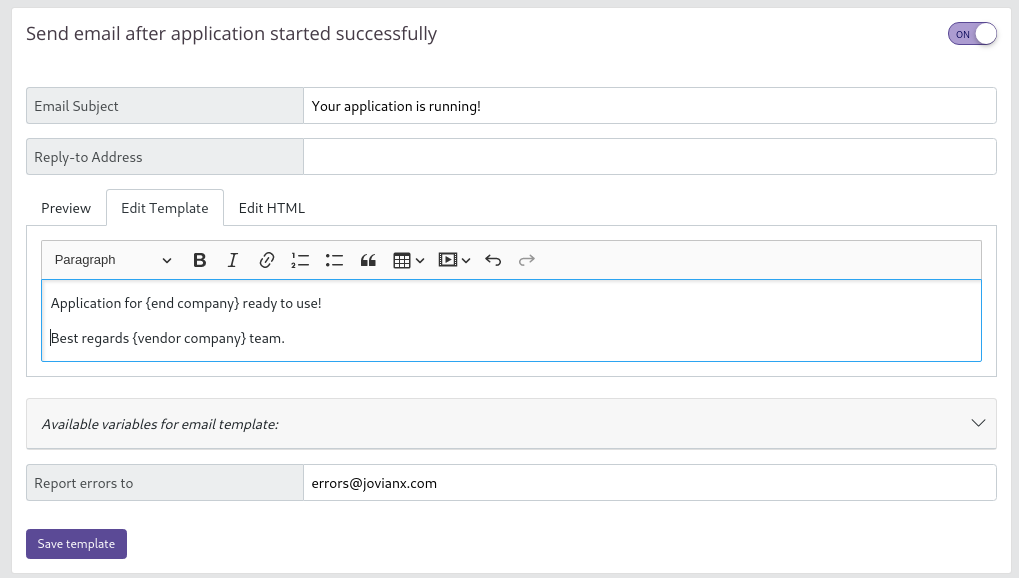 Send email after application started successfully
ON
Email Subject
Your application is running!
Reply-to Address
Preview
Edit Template
Edit HTML
Paragraph
B
I
Application for {end company} ready to use!
Best regards {vendor company} team.
Available variables for email template:
Report errors to
errors@jovianx.com
Save template